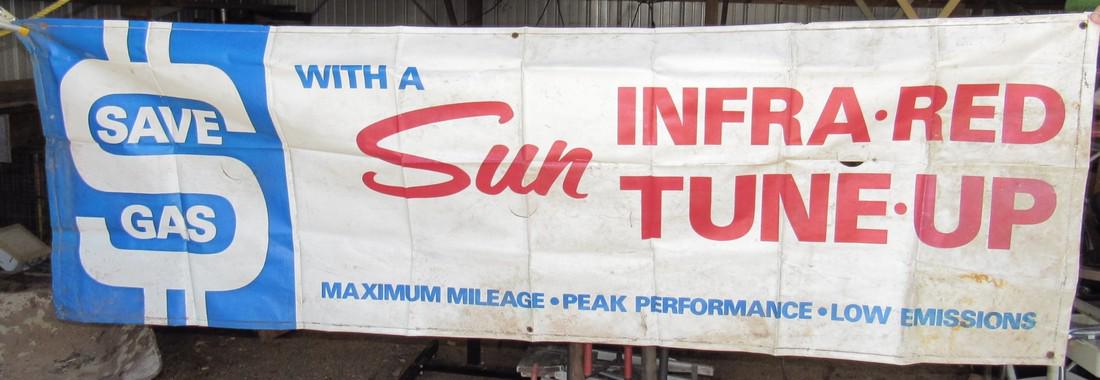 SAVE
GAS
WITH A
Sun
INFRA·RED
TUNE·UP
MAXIMUM MILEAGE•PEAK PERFORMANCE•LOW EMISSIONS